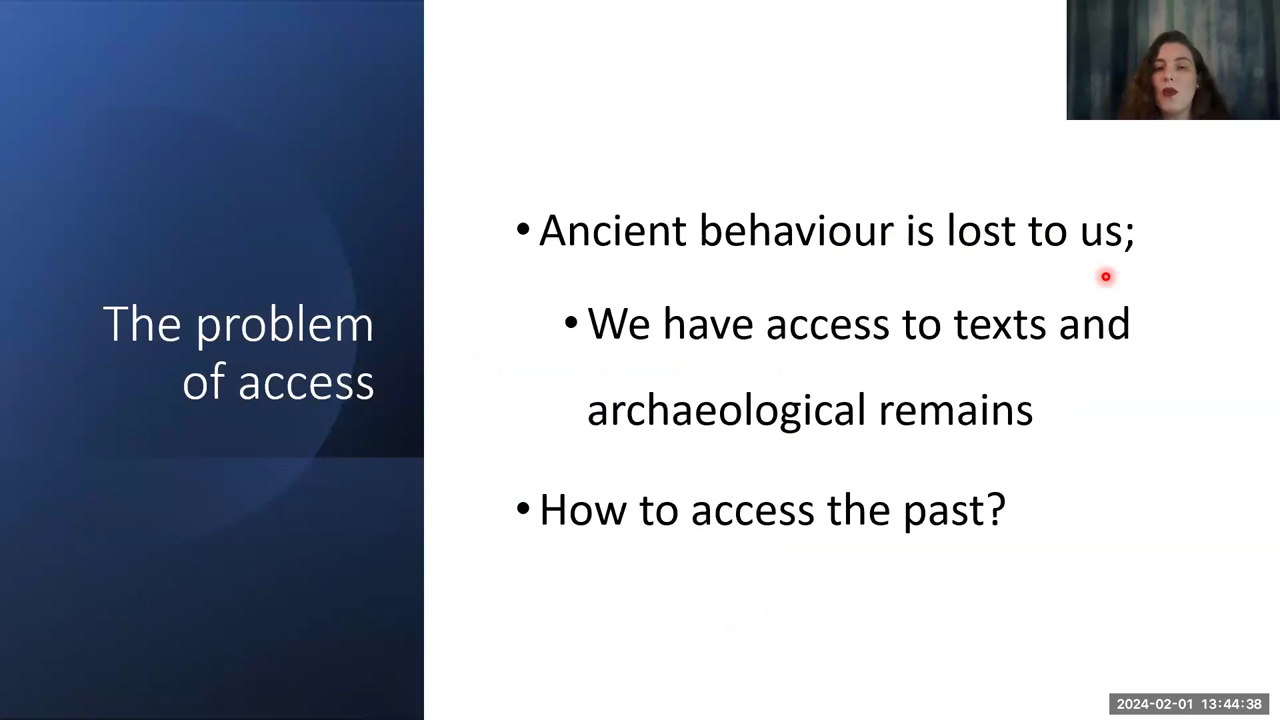 The problem
of access
• Ancient behaviour is lost to us;
• We have access to texts and
archaeological remains
• How to access the past?
2024-02-01 13:44:38